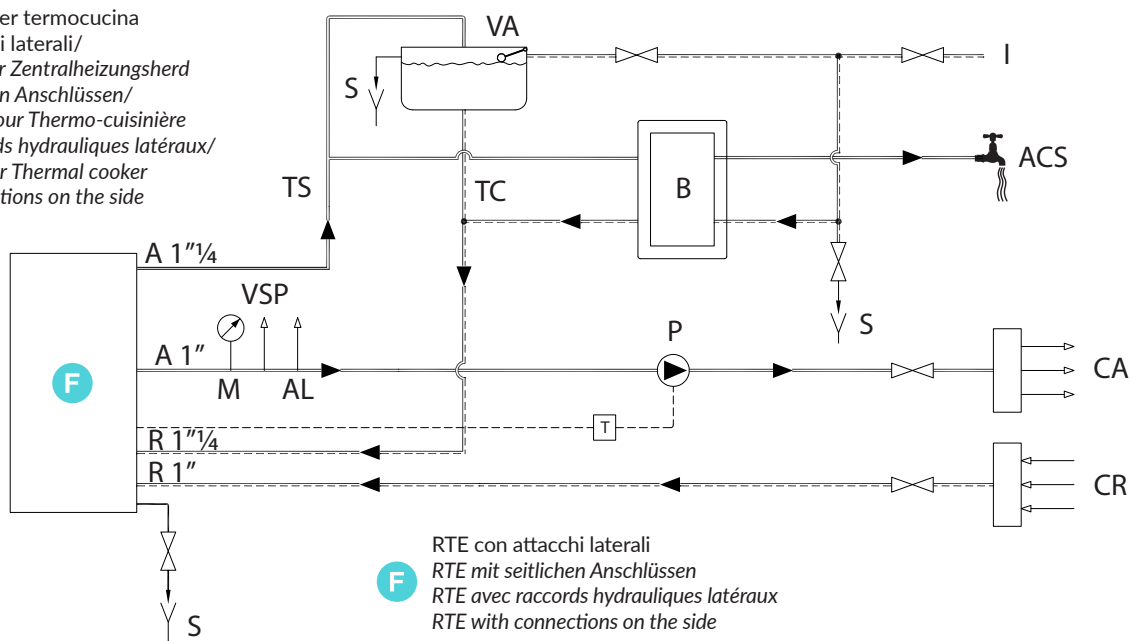 er termocucina
i laterali/
r Zentralheizungsherd
n Anschlüssen/
our Thermo-cuisinière
ds hydrauliques latéraux/
r Thermal cooker
tions on the side
VA
I
S
B
ACS
TS
TC
A 1”¼
VSP
S
P
A 1”
M
AL
CA
F
T
R 1”¼
R 1”
CR
S
F
RTE con attacchi laterali
RTE mit seitlichen Anschlüssen
RTE avec raccords hydrauliques latéraux
RTE with connections on the side